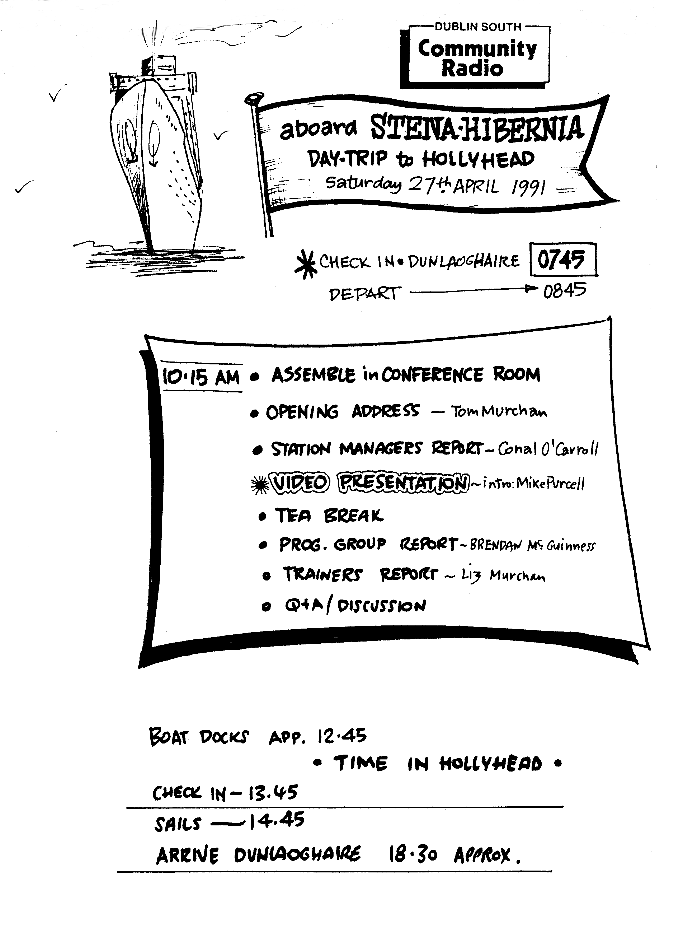 DUBLIN SOUTH
Community
Radio
aboard STENA·HIBERNIA
DAY-TRIP to HOLLYHEAD
Saturday 27th APRIL 1991
✳ CHECK IN • DUNLAOGHAIRE 0745
DEPART → 0845
10·15 AM • ASSEMBLE in CONFERENCE ROOM
• OPENING ADDRESS — Tom Murchan
• STATION MANAGERS REPORT – Conal O'Carroll
✳ VIDEO PRESENTATION ~ intro: Mike Purcell
• TEA BREAK
• PROG. GROUP REPORT ~ BRENDAN Mc Guinness
• TRAINERS REPORT ~ Liz Murchan
• Q+A / DISCUSSION
BOAT DOCKS APP. 12·45
• TIME IN HOLLYHEAD •
CHECK IN – 13.45
SAILS — 14.45
ARRIVE DUNLAOGHAIRE 18·30 APPROX.